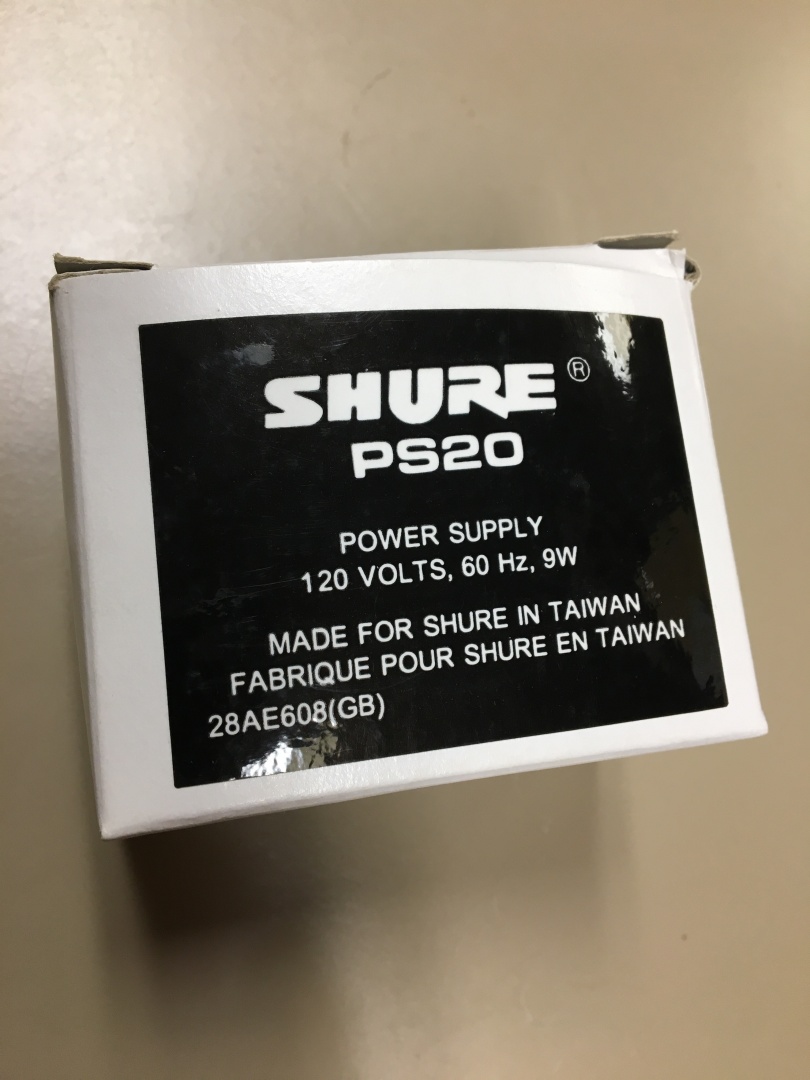 SHURE®
PS20
POWER SUPPLY
120 VOLTS, 60 Hz, 9W
MADE FOR SHURE IN TAIWAN
FABRIQUE POUR SHURE EN TAIWAN
28AE608(GB)